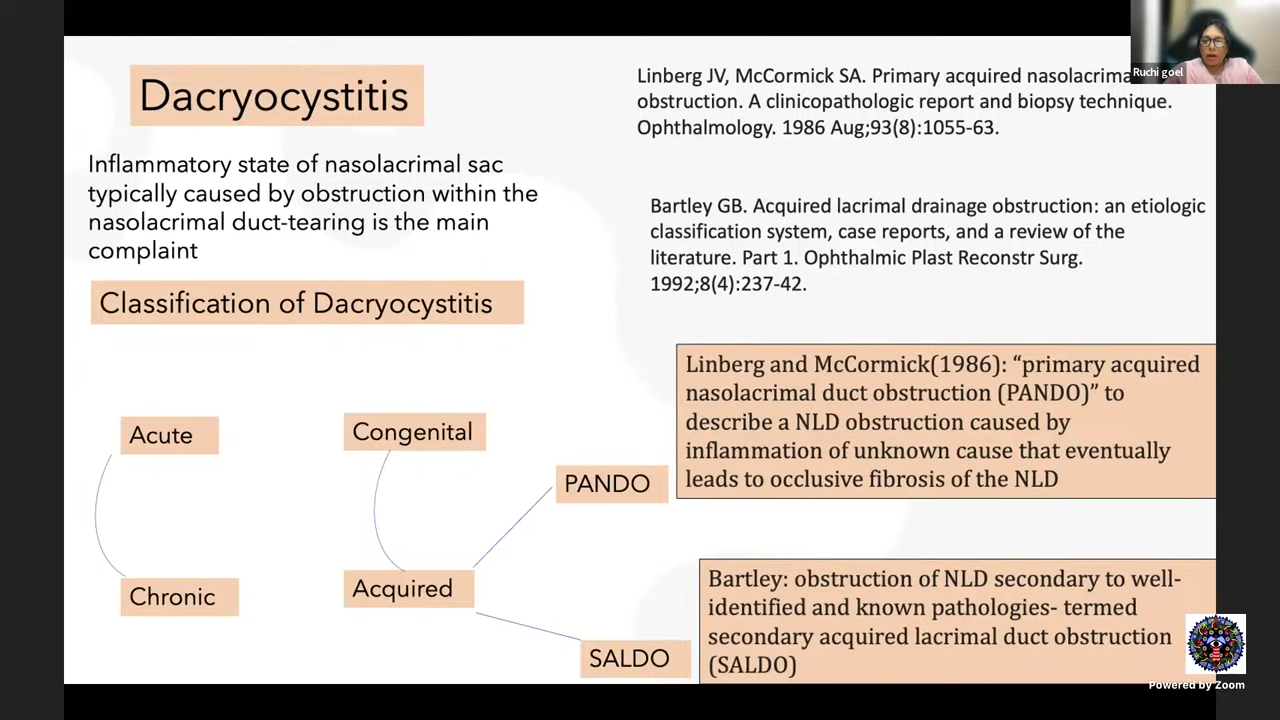 Dacryocystitis
Inflammatory state of nasolacrimal sac
typically caused by obstruction within the
nasolacrimal duct-tearing is the main
complaint
Classification of Dacryocystitis
Acute
Chronic
Congenital
Acquired
PANDO
SALDO
Linberg JV, McCormick SA. Primary acquired
obstruction. A clinicopathologic report and biopsy technique.
Ophthalmology. 1986 Aug;93(8):1055-63.
Bartley GB. Acquired lacrimal drainage obstruction: an etiologic
classification system, case reports, and a review of the
literature. Part 1. Ophthalmic Plast Reconstr Surg.
1992;8(4):237-42.
Linberg and McCormick(1986): “primary acquired
nasolacrimal duct obstruction (PANDO)” to
describe a NLD obstruction caused by
inflammation of unknown cause that eventually
leads to occlusive fibrosis of the NLD
Bartley: obstruction of NLD secondary to well-
identified and known pathologies- termed
secondary acquired lacrimal duct obstruction
(SALDO)
Ruchi goel
Powered by Zoom